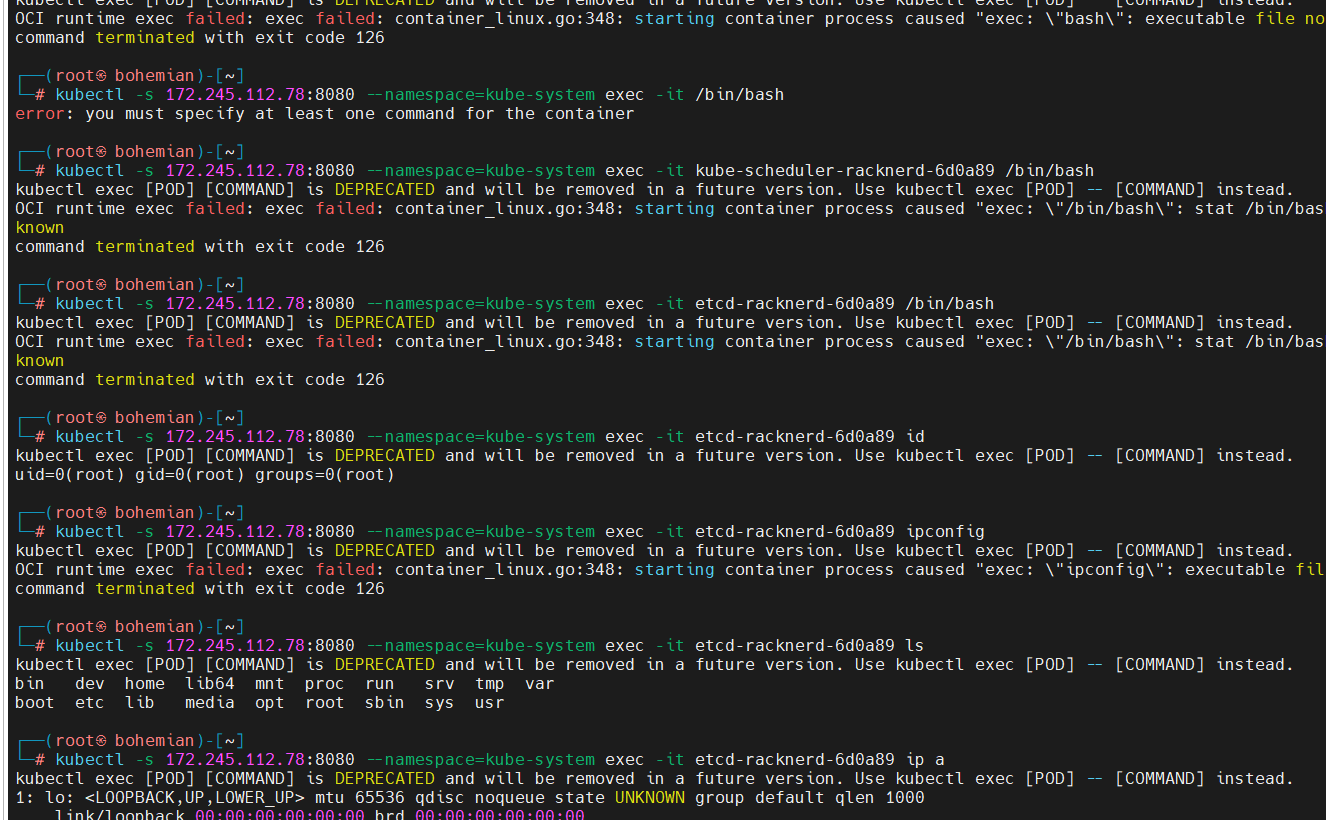 kubectl exec [POD] [COMMAND] is DEPRECATED and will be removed in a future version. Use kubectl exec [POD] -- [COMMAND] instead.
OCI runtime exec failed: exec failed: container_linux.go:348: starting container process caused "exec: \"bash\": executable file no
command terminated with exit code 126
┌──(root㉿ bohemian)-[~]
└─# kubectl -s 172.245.112.78:8080 --namespace=kube-system exec -it /bin/bash
error: you must specify at least one command for the container
┌──(root㉿ bohemian)-[~]
└─# kubectl -s 172.245.112.78:8080 --namespace=kube-system exec -it kube-scheduler-racknerd-6d0a89 /bin/bash
kubectl exec [POD] [COMMAND] is DEPRECATED and will be removed in a future version. Use kubectl exec [POD] -- [COMMAND] instead.
OCI runtime exec failed: exec failed: container_linux.go:348: starting container process caused "exec: \"/bin/bash\": stat /bin/bas
known
command terminated with exit code 126
┌──(root㉿ bohemian)-[~]
└─# kubectl -s 172.245.112.78:8080 --namespace=kube-system exec -it etcd-racknerd-6d0a89 /bin/bash
kubectl exec [POD] [COMMAND] is DEPRECATED and will be removed in a future version. Use kubectl exec [POD] -- [COMMAND] instead.
OCI runtime exec failed: exec failed: container_linux.go:348: starting container process caused "exec: \"/bin/bash\": stat /bin/bas
known
command terminated with exit code 126
┌──(root㉿ bohemian)-[~]
└─# kubectl -s 172.245.112.78:8080 --namespace=kube-system exec -it etcd-racknerd-6d0a89 id
kubectl exec [POD] [COMMAND] is DEPRECATED and will be removed in a future version. Use kubectl exec [POD] -- [COMMAND] instead.
uid=0(root) gid=0(root) groups=0(root)
┌──(root㉿ bohemian)-[~]
└─# kubectl -s 172.245.112.78:8080 --namespace=kube-system exec -it etcd-racknerd-6d0a89 ipconfig
kubectl exec [POD] [COMMAND] is DEPRECATED and will be removed in a future version. Use kubectl exec [POD] -- [COMMAND] instead.
OCI runtime exec failed: exec failed: container_linux.go:348: starting container process caused "exec: \"ipconfig\": executable fil
command terminated with exit code 126
┌──(root㉿ bohemian)-[~]
└─# kubectl -s 172.245.112.78:8080 --namespace=kube-system exec -it etcd-racknerd-6d0a89 ls
kubectl exec [POD] [COMMAND] is DEPRECATED and will be removed in a future version. Use kubectl exec [POD] -- [COMMAND] instead.
bin dev home lib64 mnt proc run srv tmp var
boot etc lib media opt root sbin sys usr
┌──(root㉿ bohemian)-[~]
└─# kubectl -s 172.245.112.78:8080 --namespace=kube-system exec -it etcd-racknerd-6d0a89 ip a
kubectl exec [POD] [COMMAND] is DEPRECATED and will be removed in a future version. Use kubectl exec [POD] -- [COMMAND] instead.
1: lo: <LOOPBACK,UP,LOWER_UP> mtu 65536 qdisc noqueue state UNKNOWN group default qlen 1000
link/loopback 00:00:00:00:00:00 brd 00:00:00:00:00:00